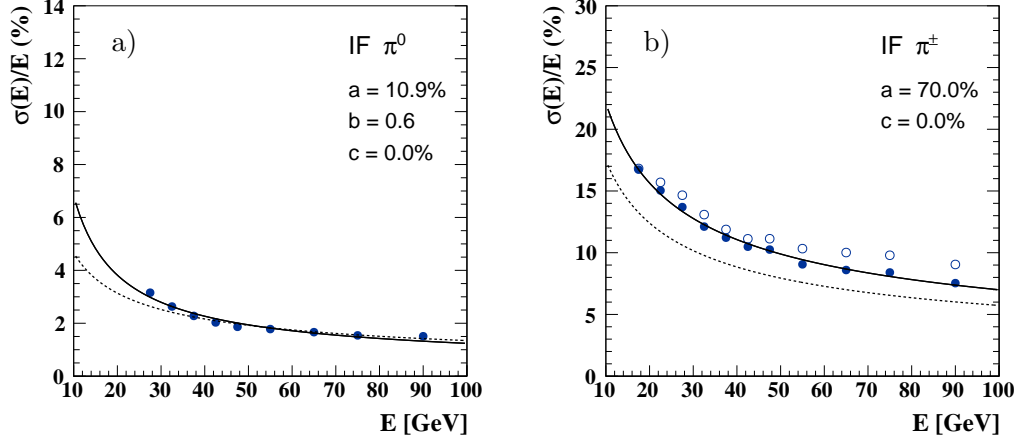 σ(E)/E (%)
14
12
10
8
6
4
2
0
a)
IF π⁰
a = 10.9%
b = 0.6
c = 0.0%
10 20 30 40 50 60 70 80 90 100
E [GeV]
σ(E)/E (%)
30
25
20
15
10
5
0
b)
IF π±
a = 70.0%
c = 0.0%
10 20 30 40 50 60 70 80 90 100
E [GeV]